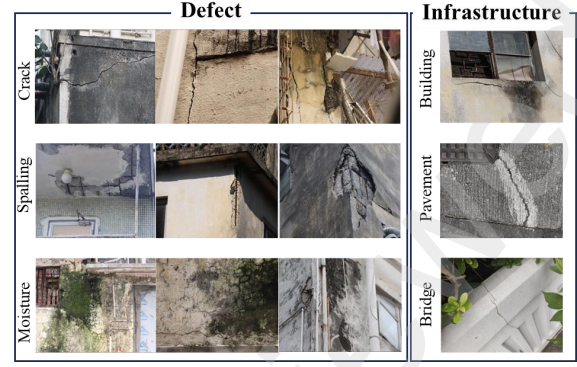 Defect
Infrastructure
Crack
Building
Spalling
Pavement
Moisture
Bridge